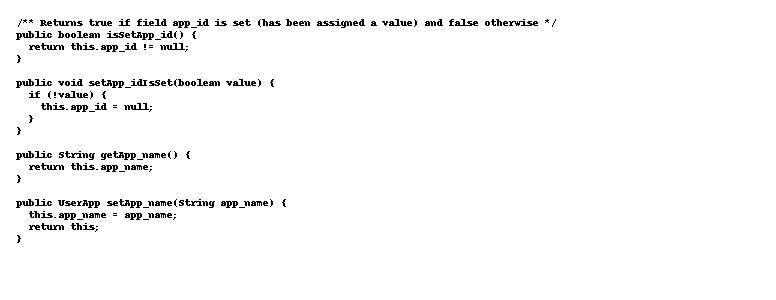 /** Returns true if field app_id is set (has been assigned a value) and false otherwise */
public boolean isSetApp_id() {
  return this.app_id != null;
}

public void setApp_idIsSet(boolean value) {
  if (!value) {
    this.app_id = null;
  }
}

public String getApp_name() {
  return this.app_name;
}

public UserApp setApp_name(String app_name) {
  this.app_name = app_name;
  return this;
}